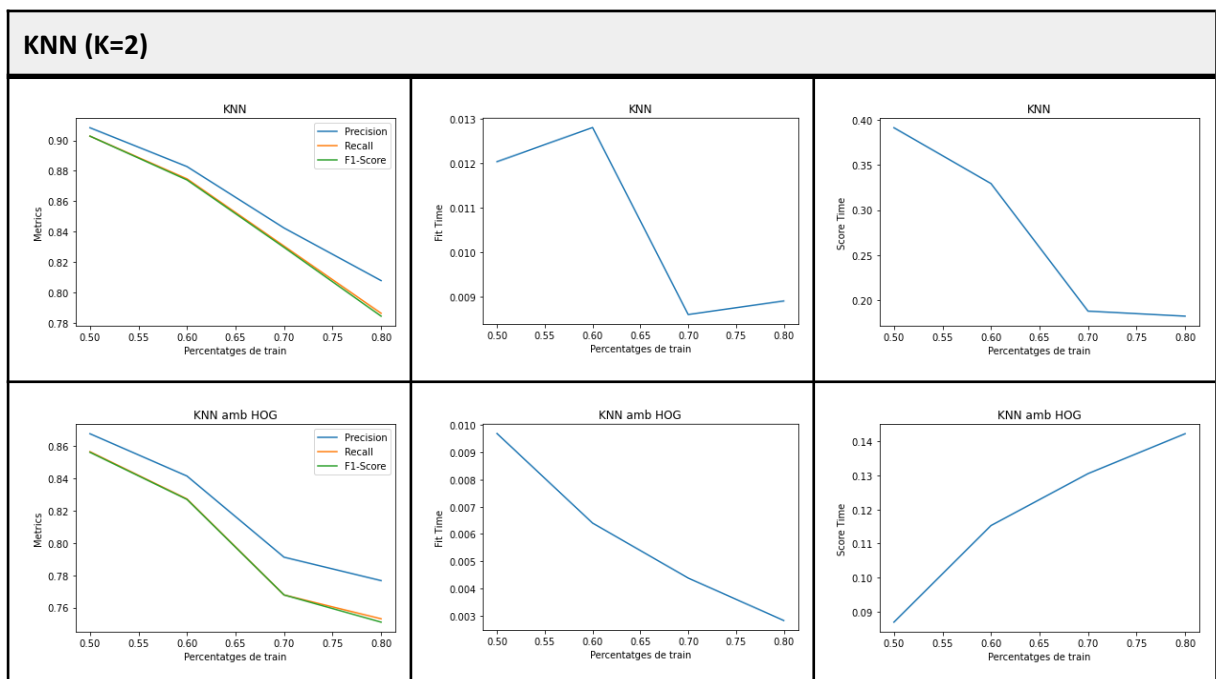 KNN (K=2)
KNN
Metrics
0.90
0.88
0.86
0.84
0.82
0.80
0.78
Precision
Recall
F1-Score
0.50 0.55 0.60 0.65 0.70 0.75 0.80
Percentatges de train
KNN
Fit Time
0.013
0.012
0.011
0.010
0.009
0.50 0.55 0.60 0.65 0.70 0.75 0.80
Percentatges de train
KNN
Score Time
0.40
0.35
0.30
0.25
0.20
0.50 0.55 0.60 0.65 0.70 0.75 0.80
Percentatges de train
KNN amb HOG
Metrics
0.86
0.84
0.82
0.80
0.78
0.76
Precision
Recall
F1-Score
0.50 0.55 0.60 0.65 0.70 0.75 0.80
Percentatges de train
KNN amb HOG
Fit Time
0.010
0.009
0.008
0.007
0.006
0.005
0.004
0.003
0.50 0.55 0.60 0.65 0.70 0.75 0.80
Percentatges de train
KNN amb HOG
Score Time
0.14
0.13
0.12
0.11
0.10
0.09
0.50 0.55 0.60 0.65 0.70 0.75 0.80
Percentatges de train